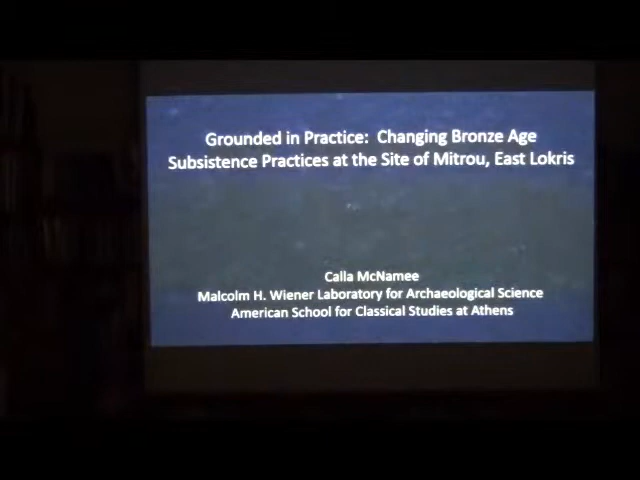 Grounded in Practice: Changing Bronze Age
Subsistence Practices at the Site of Mitrou, East Lokris
Calla McNamee
Malcolm H. Wiener Laboratory for Archaeological Science
American School for Classical Studies at Athens